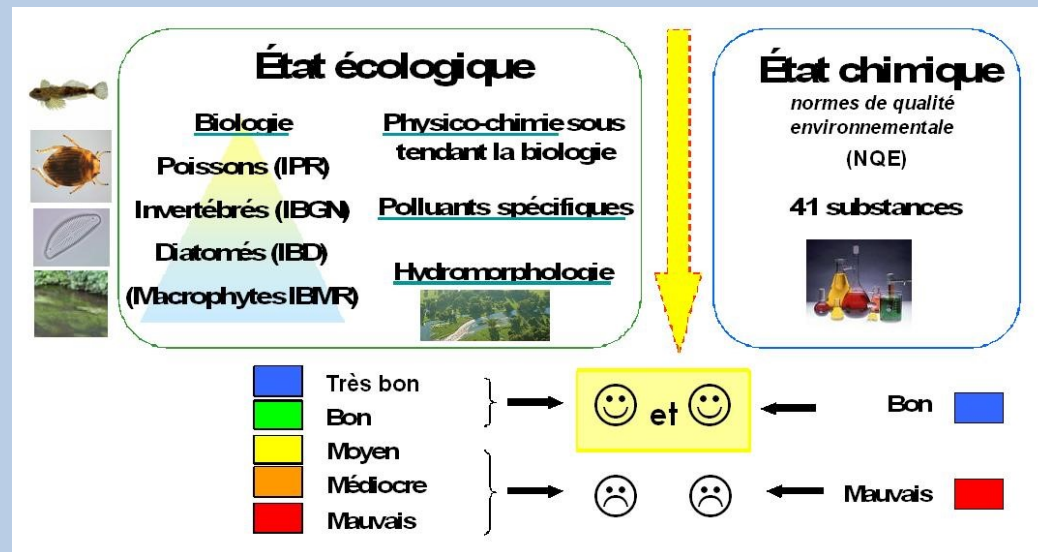 État écologique
Biologie
Poissons (IPR)
Invertébrés (IBGN)
Diatomés (IBD)
(Macrophytes IBMR)
Physico-chimie sous
tendant la biologie
Polluants spécifiques
Hydromorphologie
État chimique
normes de qualité
environnementale
(NQE)
41 substances
Très bon
Bon
Moyen
Médiocre
Mauvais
et
Bon
Mauvais